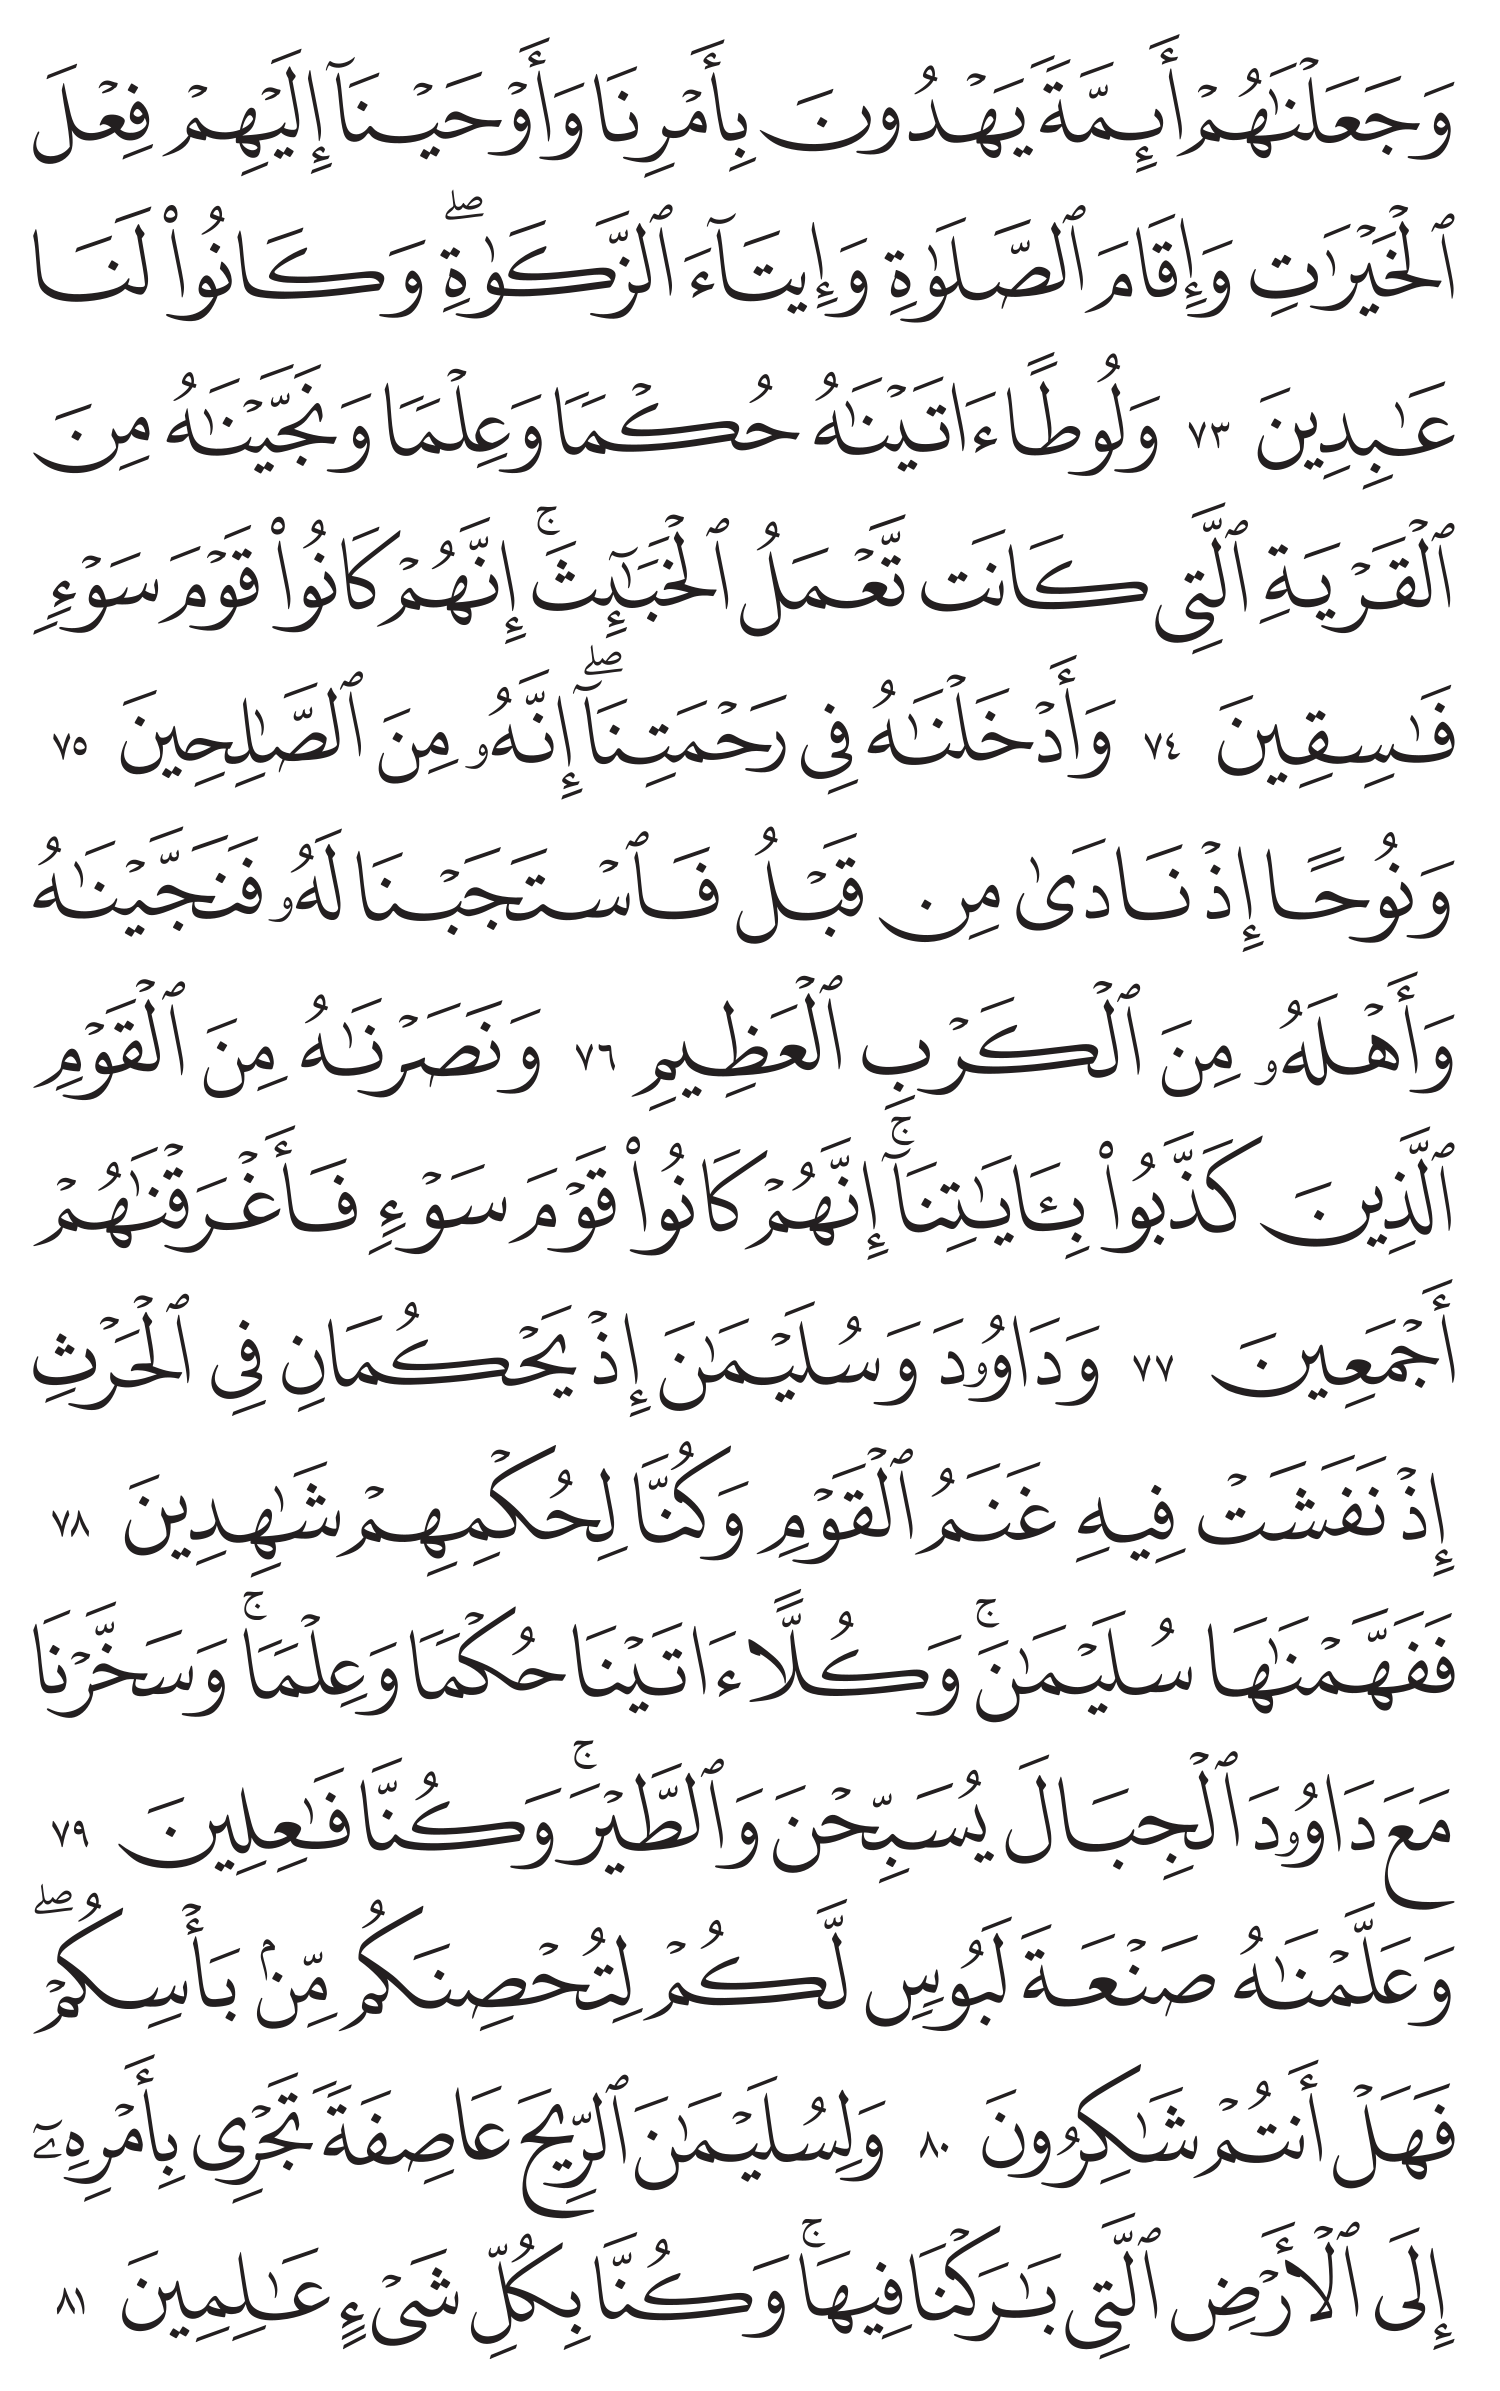 وَجَعَلْنَٰهُمْ أَئِمَّةً يَهْدُونَ بِأَمْرِنَا وَأَوْحَيْنَآ إِلَيْهِمْ فِعْلَ
ٱلْخَيْرَٰتِ وَإِقَامَ ٱلصَّلَوٰةِ وَإِيتَآءَ ٱلزَّكَوٰةِۖ وَكَانُوا۟ لَنَا
عَٰبِدِينَ ٧٣ وَلُوطًا ءَاتَيْنَٰهُ حُكْمًا وَعِلْمًا وَنَجَّيْنَٰهُ مِنَ
ٱلْقَرْيَةِ ٱلَّتِى كَانَت تَّعْمَلُ ٱلْخَبَٰٓئِثَۚ إِنَّهُمْ كَانُوا۟ قَوْمَ سَوْءٍ
فَٰسِقِينَ ٧٤ وَأَدْخَلْنَٰهُ فِى رَحْمَتِنَآۖ إِنَّهُۥ مِنَ ٱلصَّٰلِحِينَ ٧٥
وَنُوحًا إِذْ نَادَىٰ مِن قَبْلُ فَٱسْتَجَبْنَا لَهُۥ فَنَجَّيْنَٰهُ
وَأَهْلَهُۥ مِنَ ٱلْكَرْبِ ٱلْعَظِيمِ ٧٦ وَنَصَرْنَٰهُ مِنَ ٱلْقَوْمِ
ٱلَّذِينَ كَذَّبُوا۟ بِـَٔايَٰتِنَآۚ إِنَّهُمْ كَانُوا۟ قَوْمَ سَوْءٍ فَأَغْرَقْنَٰهُمْ
أَجْمَعِينَ ٧٧ وَدَاوُۥدَ وَسُلَيْمَٰنَ إِذْ يَحْكُمَانِ فِى ٱلْحَرْثِ
إِذْ نَفَشَتْ فِيهِ غَنَمُ ٱلْقَوْمِ وَكُنَّا لِحُكْمِهِمْ شَٰهِدِينَ ٧٨
فَفَهَّمْنَٰهَا سُلَيْمَٰنَۚ وَكُلًّا ءَاتَيْنَا حُكْمًا وَعِلْمًاۚ وَسَخَّرْنَا
مَعَ دَاوُۥدَ ٱلْجِبَالَ يُسَبِّحْنَ وَٱلطَّيْرَۚ وَكُنَّا فَٰعِلِينَ ٧٩
وَعَلَّمْنَٰهُ صَنْعَةَ لَبُوسٍ لَّكُمْ لِتُحْصِنَكُم مِّنۢ بَأْسِكُمْۖ
فَهَلْ أَنتُمْ شَٰكِرُونَ ٨٠ وَلِسُلَيْمَٰنَ ٱلرِّيحَ عَاصِفَةً تَجْرِى بِأَمْرِهِۦٓ
إِلَى ٱلْأَرْضِ ٱلَّتِى بَٰرَكْنَا فِيهَاۚ وَكُنَّا بِكُلِّ شَىْءٍ عَٰلِمِينَ ٨١